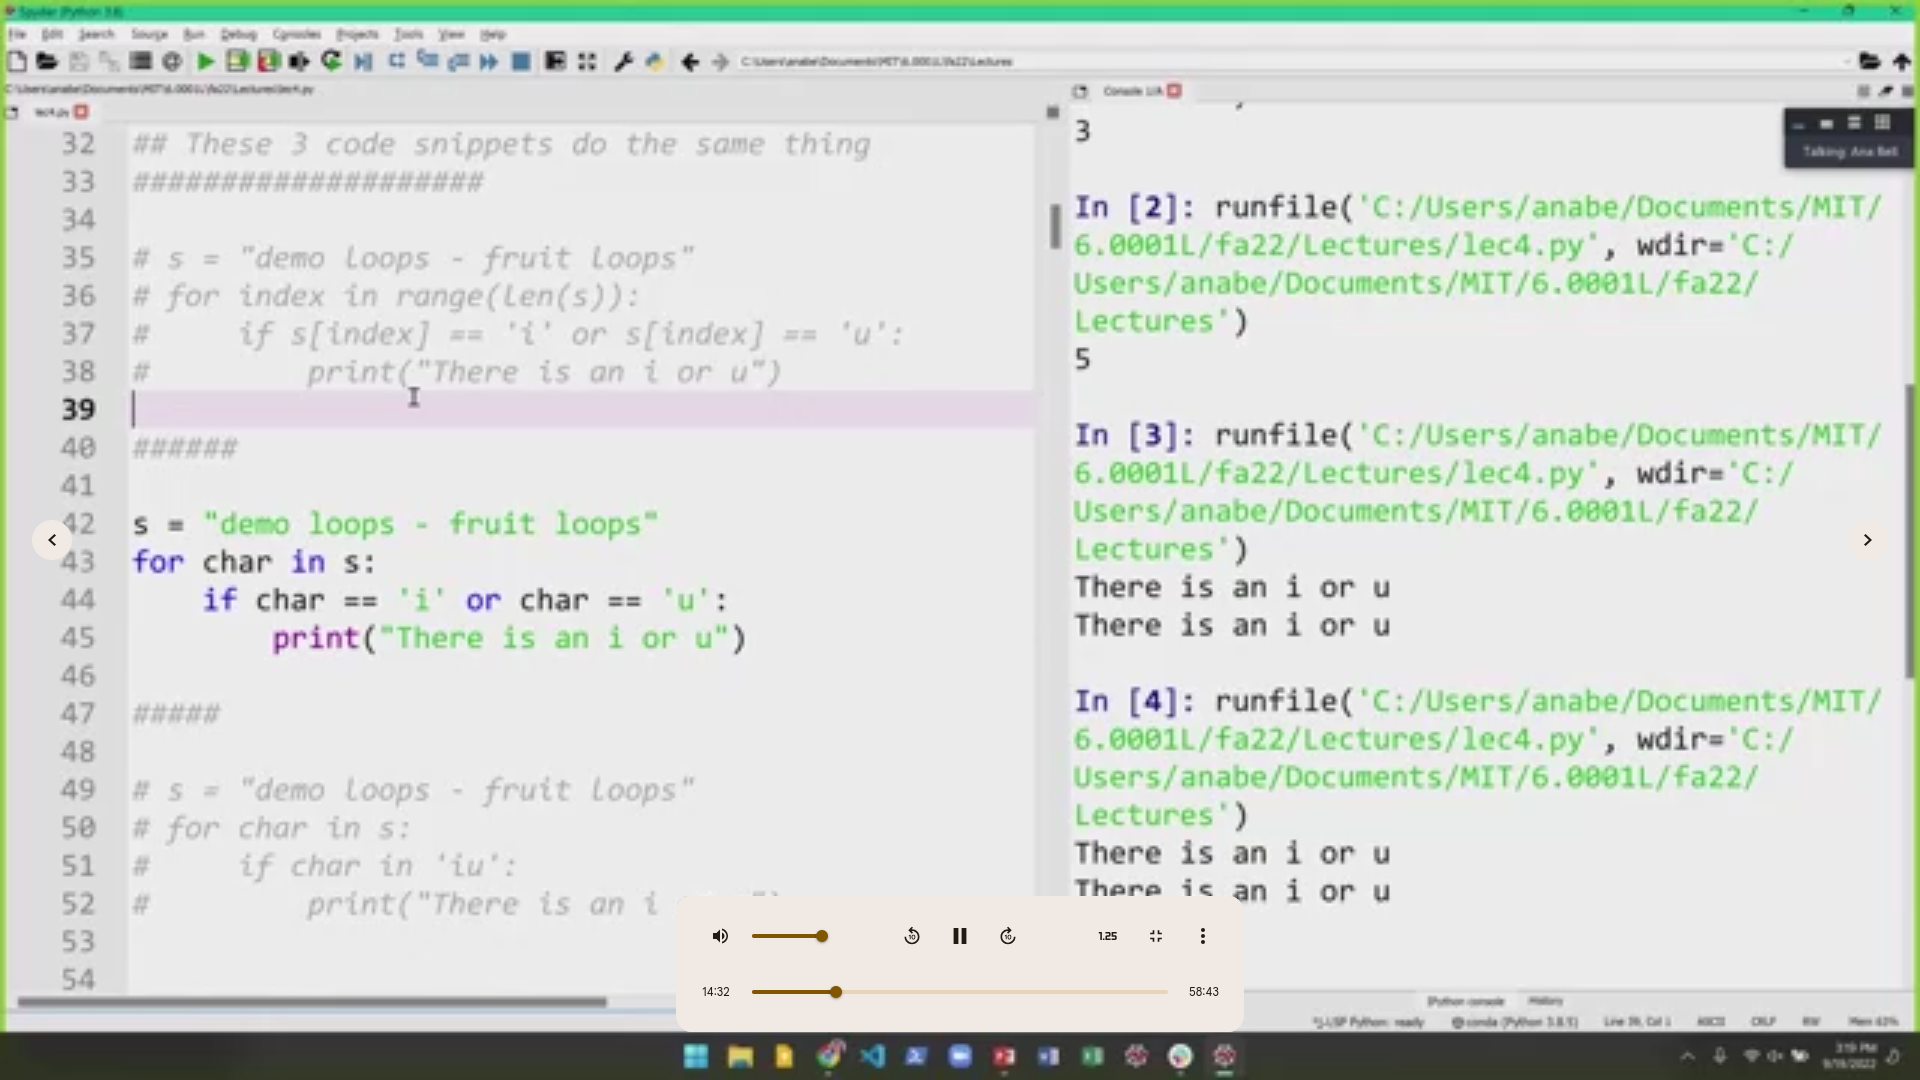 Spyder (Python 3.8)
File Edit Search Source Run Debug Consoles Projects Tools View Help
C:\Users\anabe\Documents\MIT\6.0001L\fa22\Lectures
C:\Users\anabe\Documents\MIT\6.0001L\fa22\Lectures\lec4.py
lec4.py
32 ## These 3 code snippets do the same thing
33 ####################
34
35 # s = "demo loops - fruit loops"
36 # for index in range(len(s)):
37 #     if s[index] == 'i' or s[index] == 'u':
38 #         print("There is an i or u")
39
40 ######
41
42 s = "demo loops - fruit loops"
43 for char in s:
44     if char == 'i' or char == 'u':
45         print("There is an i or u")
46
47 #####
48
49 # s = "demo loops - fruit loops"
50 # for char in s:
51 #     if char in 'iu':
52 #         print("There is an i
53
54
Console 1/A
3
Talking: Ana Bell
In [2]: runfile('C:/Users/anabe/Documents/MIT/
6.0001L/fa22/Lectures/lec4.py', wdir='C:/
Users/anabe/Documents/MIT/6.0001L/fa22/
Lectures')
5
In [3]: runfile('C:/Users/anabe/Documents/MIT/
6.0001L/fa22/Lectures/lec4.py', wdir='C:/
Users/anabe/Documents/MIT/6.0001L/fa22/
Lectures')
There is an i or u
There is an i or u
In [4]: runfile('C:/Users/anabe/Documents/MIT/
6.0001L/fa22/Lectures/lec4.py', wdir='C:/
Users/anabe/Documents/MIT/6.0001L/fa22/
Lectures')
There is an i or u
There is an i or u
10
10
1.25
14:32
58:43
IPython console History
LSP Python: ready conda (Python 3.8.5) Line 39, Col 1 ASCII CRLF RW Mem 62%
3:19 PM
9/19/2022